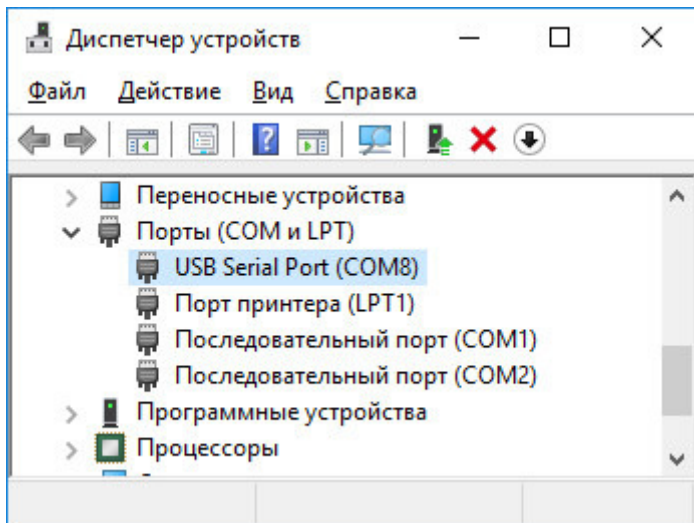 Диспетчер устройств
Файл Действие Вид Справка
Переносные устройства
Порты (COM и LPT)
USB Serial Port (COM8)
Порт принтера (LPT1)
Последовательный порт (COM1)
Последовательный порт (COM2)
Программные устройства
Процессоры